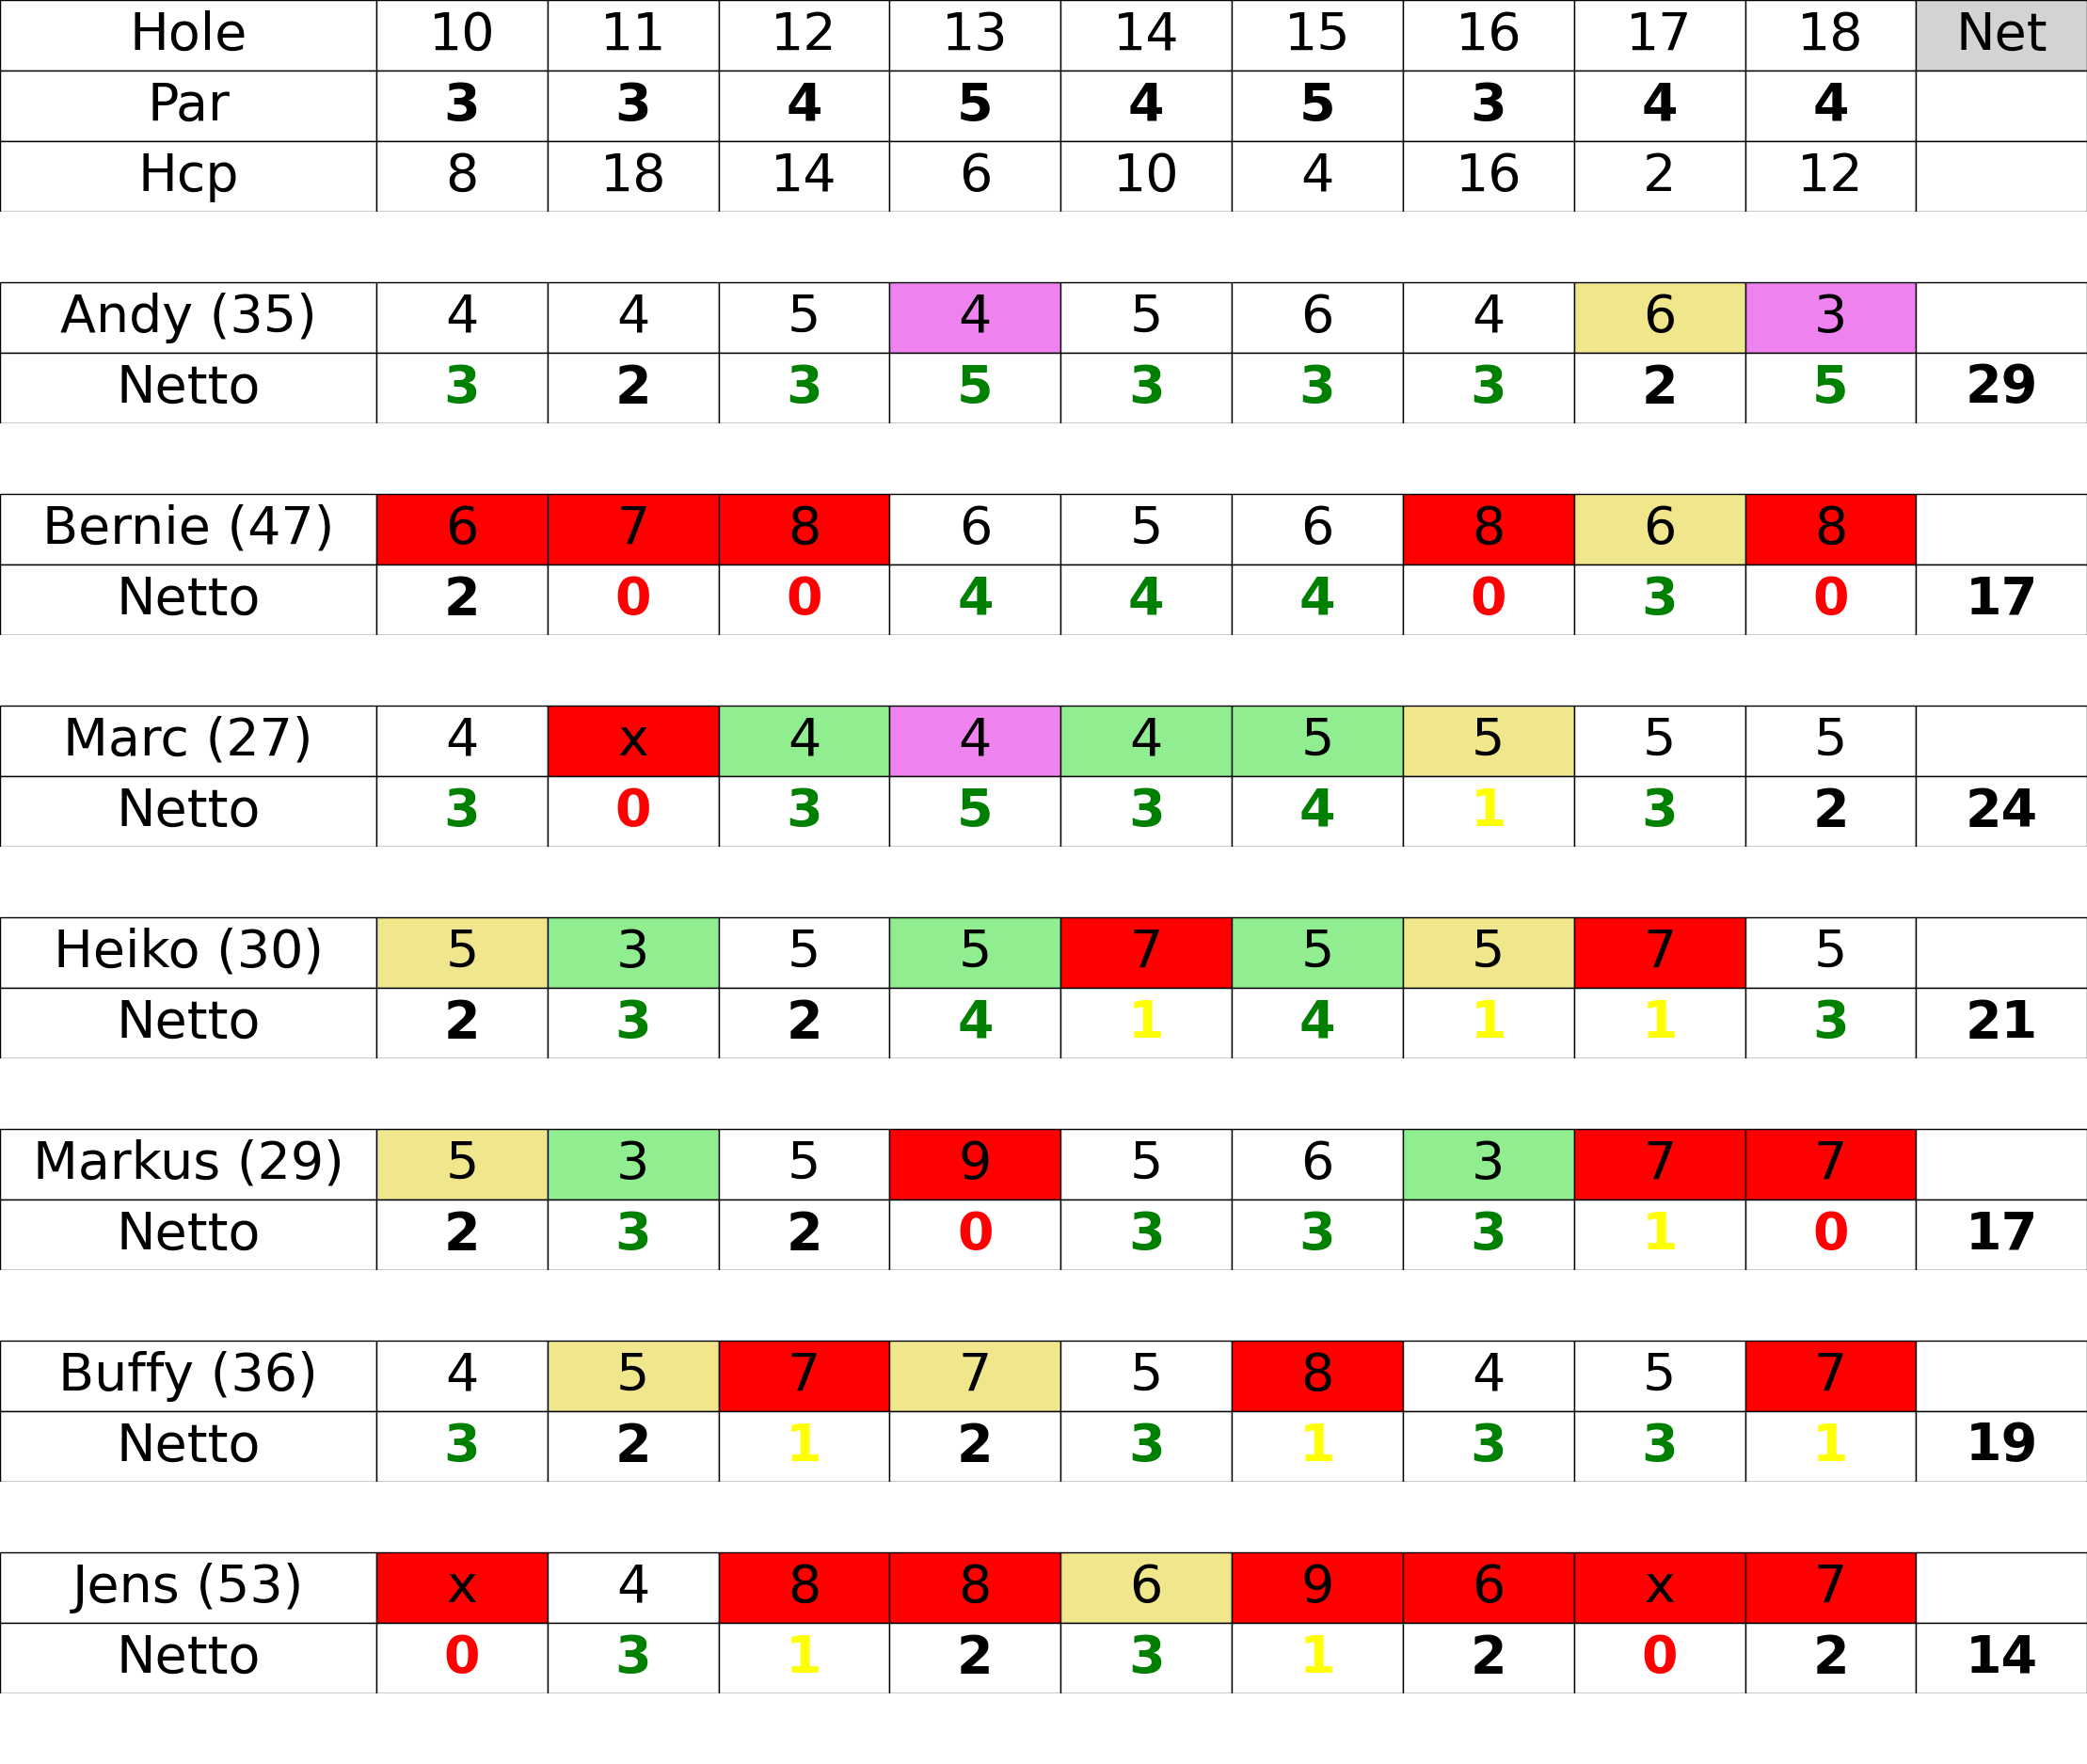 Hole 10 11 12 13 14 15 16 17 18 Net
Par 3 3 4 5 4 5 3 4 4
Hcp 8 18 14 6 10 4 16 2 12
Andy (35) 4 4 5 4 5 6 4 6 3
Netto 3 2 3 5 3 3 3 2 5 29
Bernie (47) 6 7 8 6 5 6 8 6 8
Netto 2 0 0 4 4 4 0 3 0 17
Marc (27) 4 x 4 4 4 5 5 5 5
Netto 3 0 3 5 3 4 1 3 2 24
Heiko (30) 5 3 5 5 7 5 5 7 5
Netto 2 3 2 4 1 4 1 1 3 21
Markus (29) 5 3 5 9 5 6 3 7 7
Netto 2 3 2 0 3 3 3 1 0 17
Buffy (36) 4 5 7 7 5 8 4 5 7
Netto 3 2 1 2 3 1 3 3 1 19
Jens (53) x 4 8 8 6 9 6 x 7
Netto 0 3 1 2 3 1 2 0 2 14